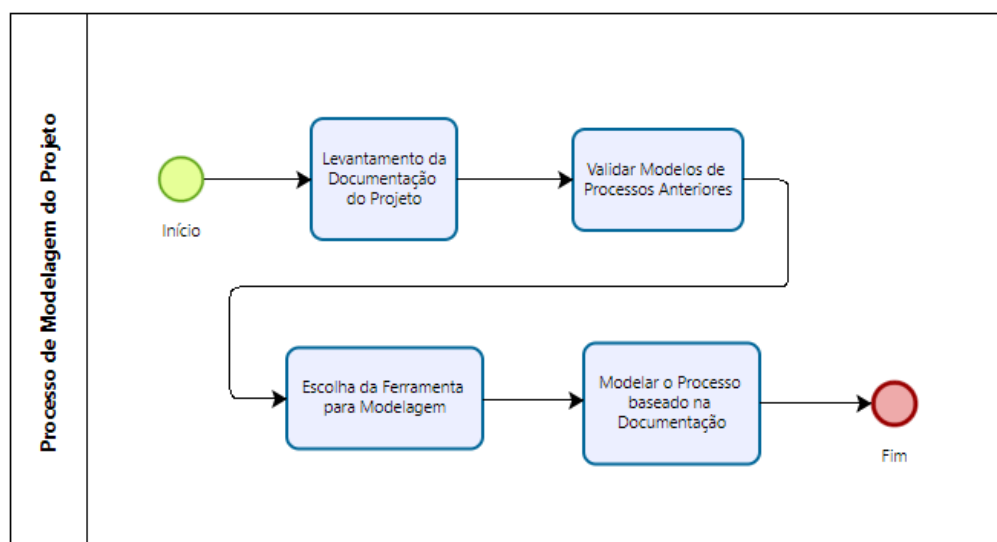 Processo de Modelagem do Projeto
Início
Levantamento da
Documentação
do Projeto
Validar Modelos de
Processos Anteriores
Escolha da Ferramenta
para Modelagem
Modelar o Processo
baseado na
Documentação
Fim